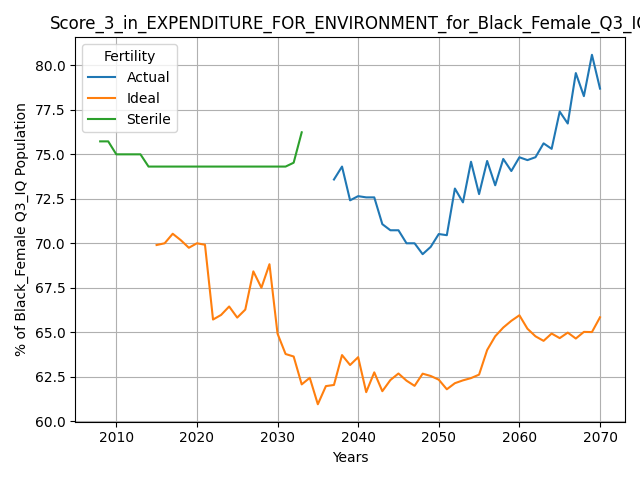 Score_3_in_EXPENDITURE_FOR_ENVIRONMENT_for_Black_Female_Q3_IQ
Fertility
Actual
Ideal
Sterile
% of Black_Female Q3_IQ Population
80.0
77.5
75.0
72.5
70.0
67.5
65.0
62.5
60.0
2010 2020 2030 2040 2050 2060 2070
Years